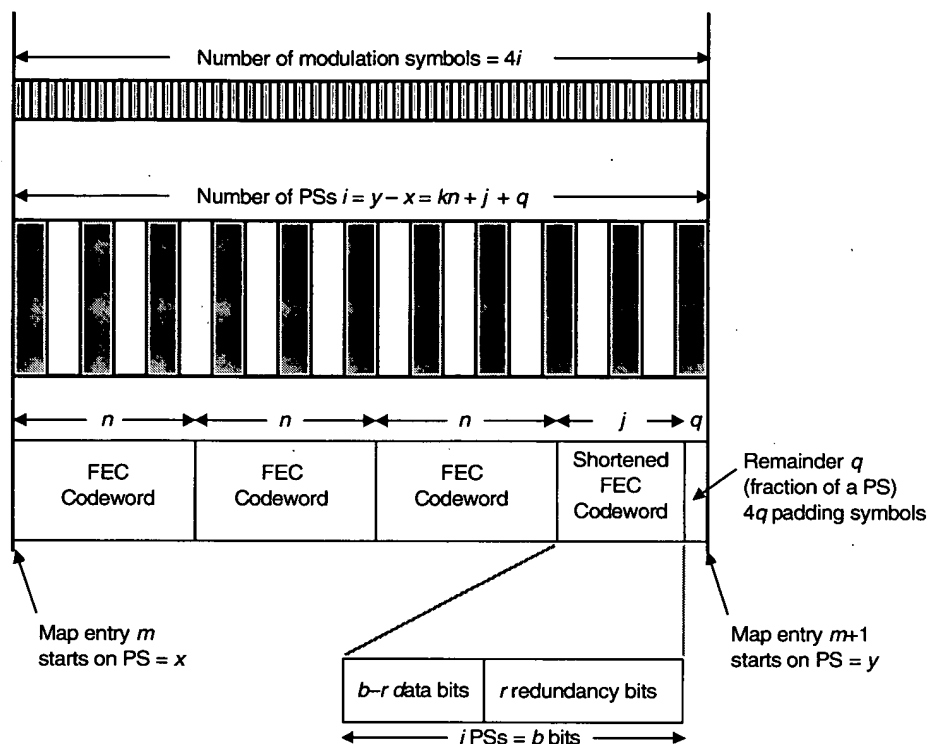 Number of modulation symbols = 4i
Number of PSs i = y – x = kn + j + q
n
n
n
j
q
FEC
Codeword
FEC
Codeword
FEC
Codeword
Shortened
FEC
Codeword
Remainder q
(fraction of a PS)
4q padding symbols
Map entry m
starts on PS = x
Map entry m+1
starts on PS = y
b–r data bits
r redundancy bits
j PSs = b bits